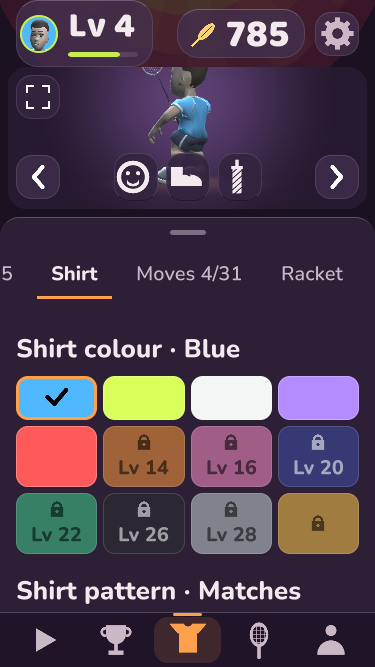 Lv 4
785
5 Shirt Moves 4/31 Racket
Shirt colour · Blue
Lv 14 Lv 16 Lv 20
Lv 22 Lv 26 Lv 28
Shirt pattern · Matches